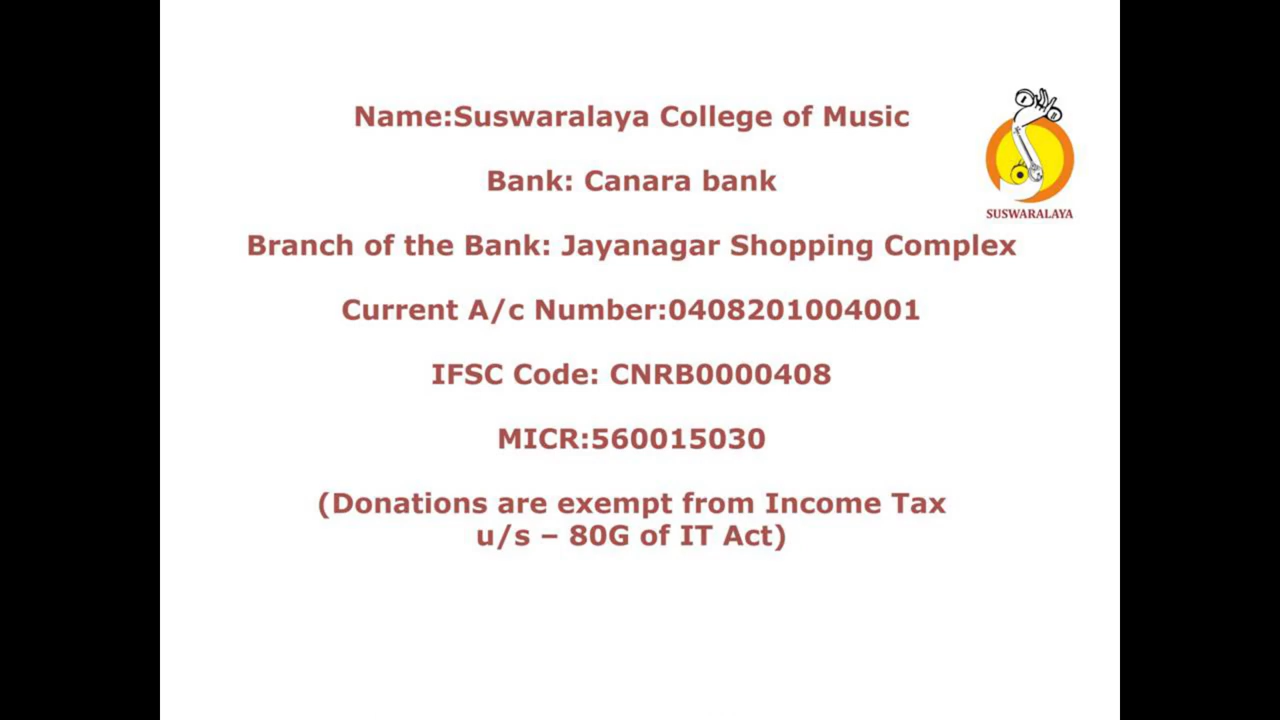 Name:Suswaralaya College of Music
SUSWARALAYA
Bank: Canara bank
Branch of the Bank: Jayanagar Shopping Complex
Current A/c Number:0408201004001
IFSC Code: CNRB0000408
MICR:560015030
(Donations are exempt from Income Tax
u/s – 80G of IT Act)